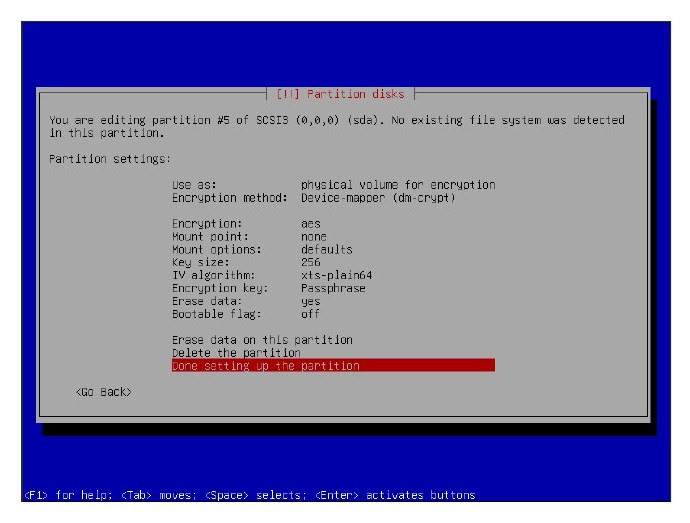 [!!] Partition disks
You are editing partition #5 of SCSI3 (0,0,0) (sda). No existing file system was detected
in this partition.
Partition settings:
Use as: physical volume for encryption
Encryption method: Device-mapper (dm-crypt)
Encryption: aes
Mount point: none
Mount options: defaults
Key size: 256
IV algorithm: xts-plain64
Encryption key: Passphrase
Erase data: yes
Bootable flag: off
Erase data on this partition
Delete the partition
Done setting up the partition
<Go Back>
<F1> for help; <Tab> moves; <Space> selects; <Enter> activates buttons